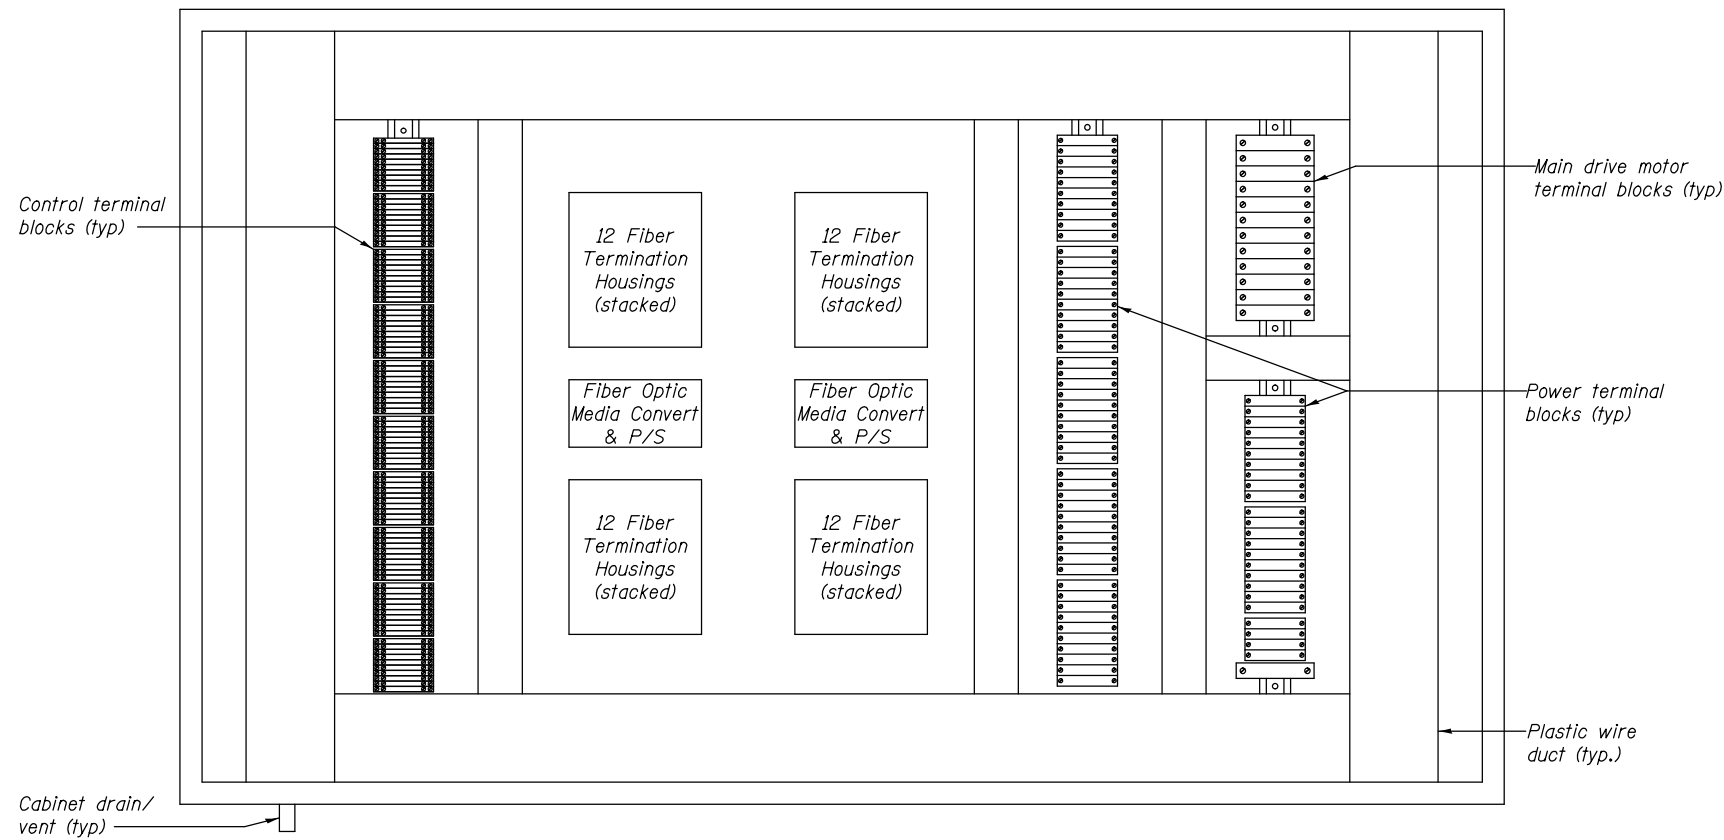 Main drive motor
terminal blocks (typ)
Control terminal
blocks (typ)
12 Fiber
Termination
Housings
(stacked)
12 Fiber
Termination
Housings
(stacked)
Fiber Optic
Media Convert
& P/S
Fiber Optic
Media Convert
& P/S
Power terminal
blocks (typ)
12 Fiber
Termination
Housings
(stacked)
12 Fiber
Termination
Housings
(stacked)
Plastic wire
duct (typ.)
Cabinet drain/
vent (typ)